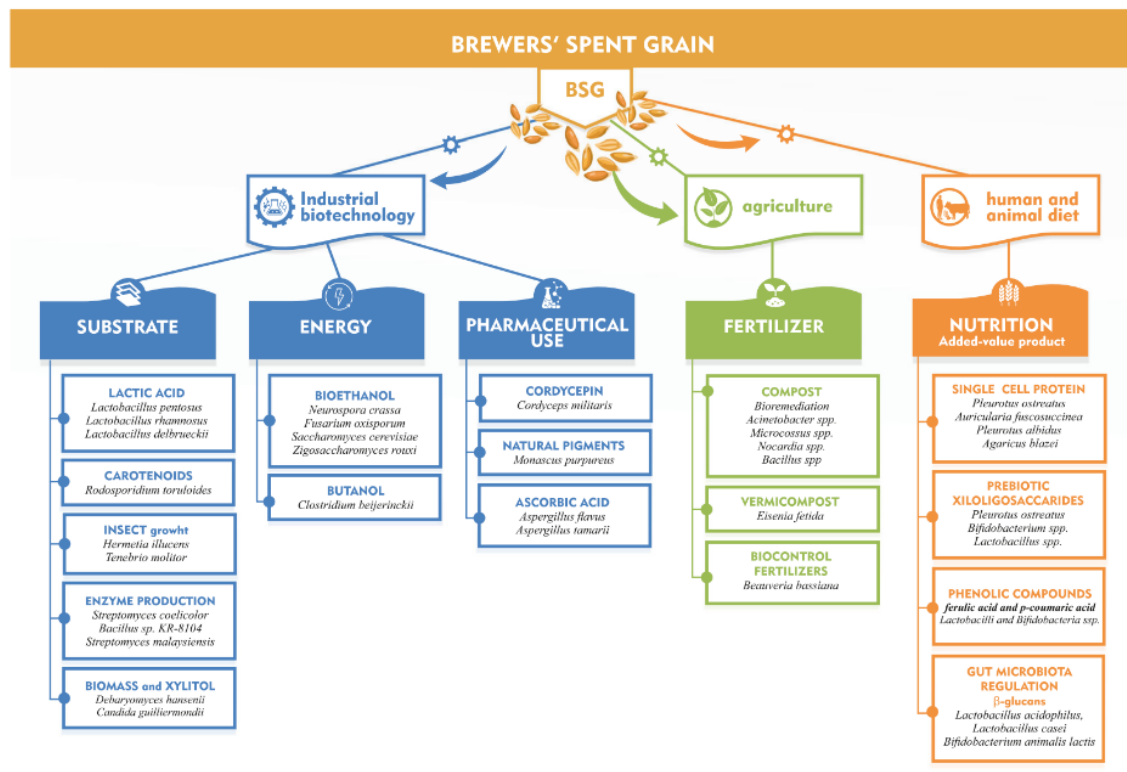 BREWERS‘ SPENT GRAIN
BSG
Industrial
biotechnology
agriculture
human and
animal diet
SUBSTRATE
LACTIC ACID
Lactobacillus pentosus
Lactobacillus rhamnosus
Lactobacillus delbrueckii
CAROTENOIDS
Rodosporidium toruloides
INSECT growht
Hermetia illucens
Tenebrio molitor
ENZYME PRODUCTION
Streptomyces coelicolor
Bacillus sp. KR-8104
Streptomyces malaysiensis
BIOMASS and XYLITOL
Debaryomyces hansenii
Candida guilliermondii
ENERGY
BIOETHANOL
Neurospora crassa
Fusarium oxisporum
Saccharomyces cerevisiae
Zigosaccharomyces rouxi
BUTANOL
Clostridium beijerinckii
PHARMACEUTICAL
USE
CORDYCEPIN
Cordyceps militaris
NATURAL PIGMENTS
Monascus purpureus
ASCORBIC ACID
Aspergillus flavus
Aspergillus tamarii
FERTILIZER
COMPOST
Bioremediation
Acinetobacter spp.
Microcossus spp.
Nocardia spp.
Bacillus spp
VERMICOMPOST
Eisenia fetida
BIOCONTROL
FERTILIZERS
Beauveria bassiana
NUTRITION
Added-value product
SINGLE CELL PROTEIN
Pleurotus ostreatus
Auricularia fuscosuccinea
Pleurotus albidus
Agaricus blazei
PREBIOTIC
XILOLIGOSACCARIDES
Pleurotus ostreatus
Bifidobacterium spp.
Lactobacillus spp.
PHENOLIC COMPOUNDS
ferulic acid and p-coumaric acid
Lactobacilli and Bifidobacteria ssp.
GUT MICROBIOTA
REGULATION
β-glucans
Lactobacillus acidophilus,
Lactobacillus casei
Bifidobacterium animalis lactis